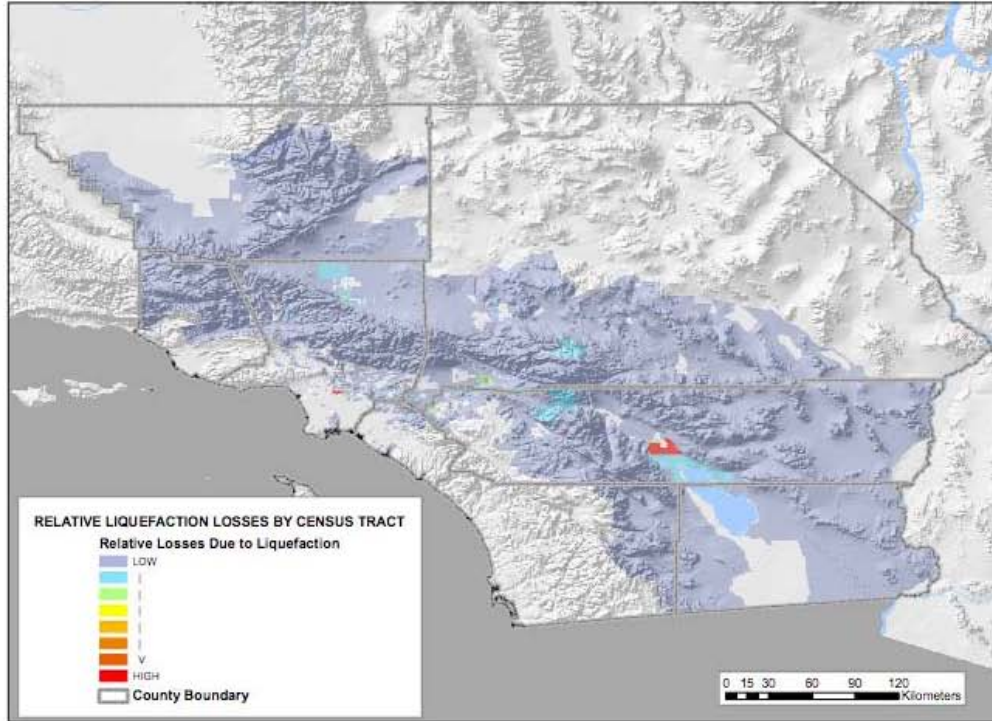 RELATIVE LIQUEFACTION LOSSES BY CENSUS TRACT
Relative Losses Due to Liquefaction
LOW
|
|
|
|
|
V
HIGH
County Boundary
0 15 30 60 90 120
Kilometers